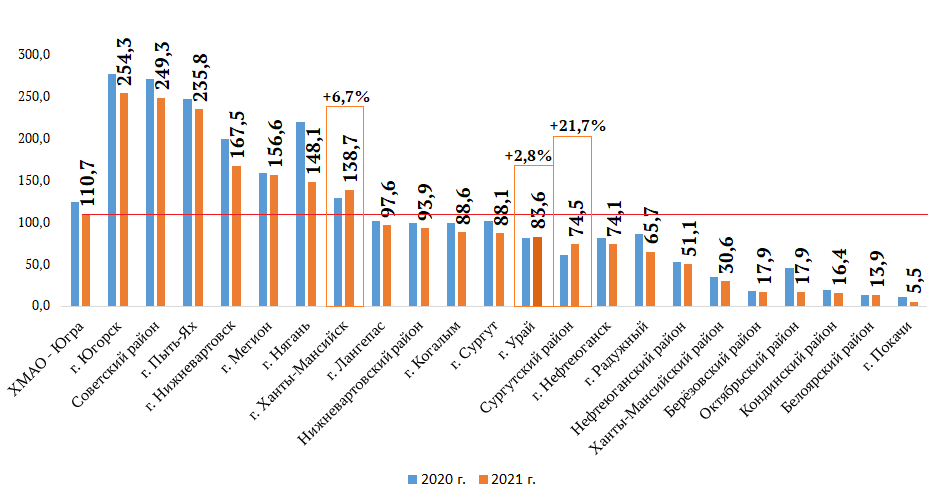 300,0
250,0
200,0
150,0
100,0
50,0
0,0
+6,7%
+2,8%
+21,7%
110,7
254,3
249,3
235,8
167,5
156,6
148,1
138,7
97,6
93,9
88,6
88,1
83,6
74,5
74,1
65,7
51,1
30,6
17,9
17,9
16,4
13,9
5,5
ХМАО - Югра
г. Югорск
Советский район
г. Пыть-Ях
г. Нижневартовск
г. Мегион
г. Нягань
г. Ханты-Мансийск
г. Лангепас
Нижневартовский район
г. Когалым
г. Сургут
г. Урай
Сургутский район
г. Нефтеюганск
г. Радужный
Нефтеюганский район
Ханты-Мансийский район
Берёзовский район
Октябрьский район
Кондинский район
Белоярский район
г. Покачи
2020 г.
2021 г.